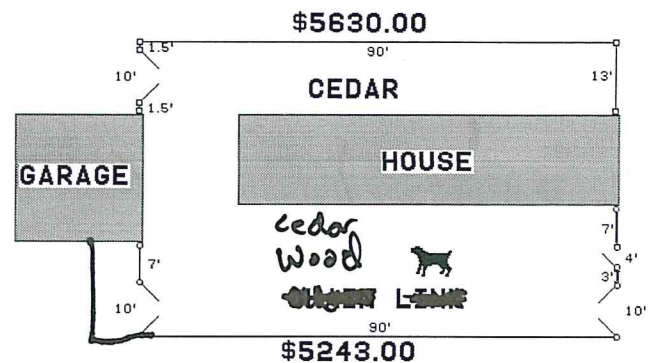 $5630.00
1.5' 90'
10' CEDAR 13'
1.5'
GARAGE HOUSE
cedar
Wood
7' 7'
4'
3'
10' 90' 10'
$5243.00